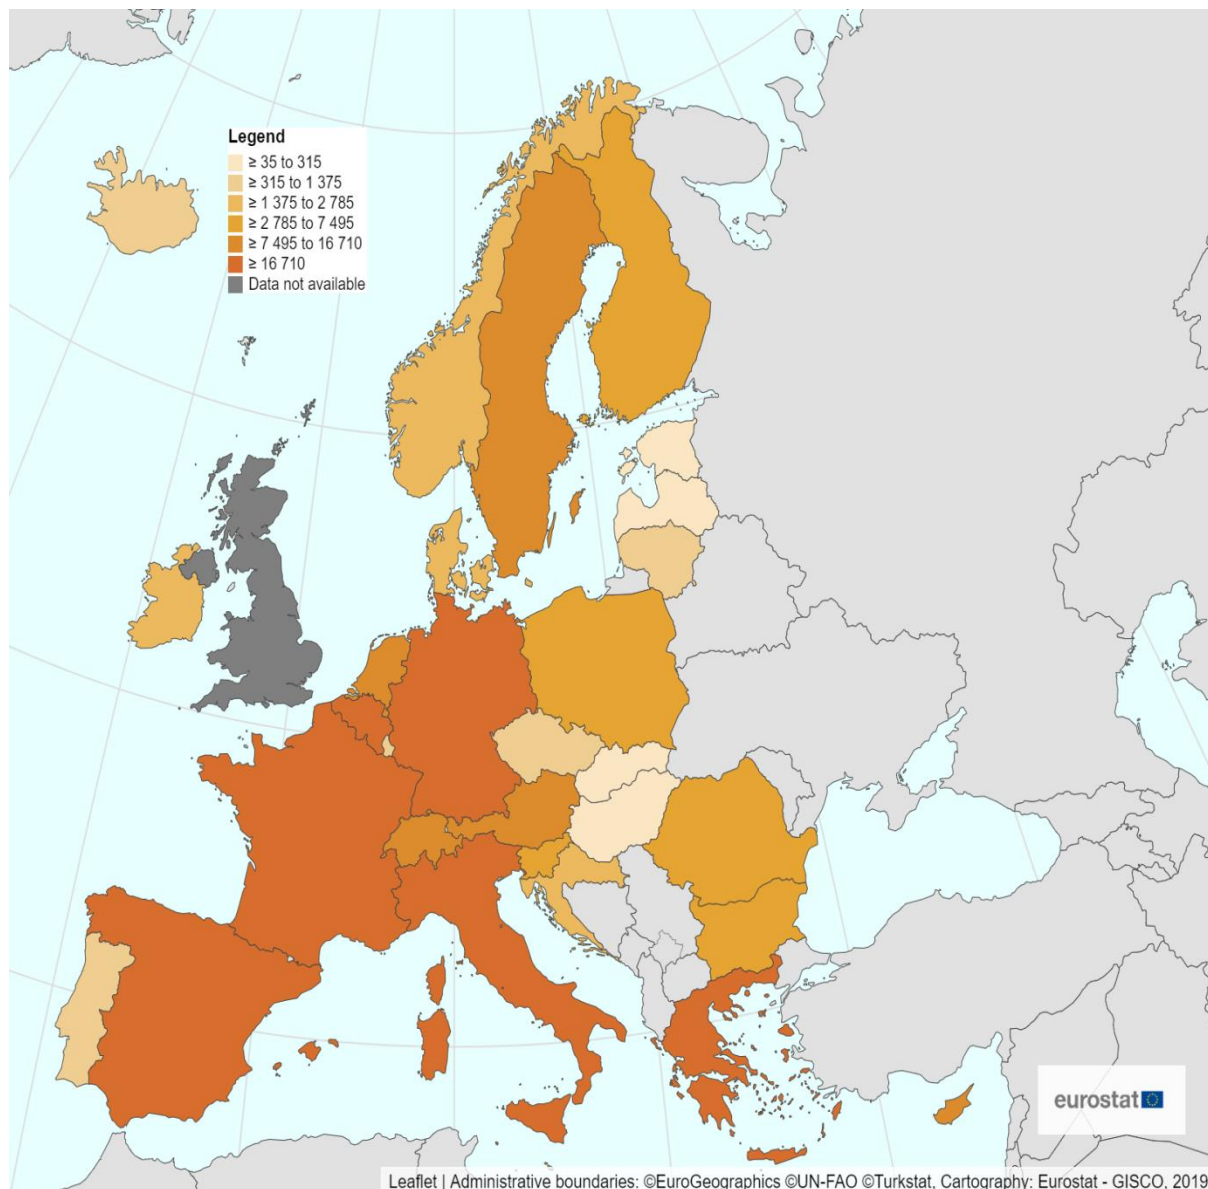 Legend
≥ 35 to 315
≥ 315 to 1 375
≥ 1 375 to 2 785
≥ 2 785 to 7 495
≥ 7 495 to 16 710
≥ 16 710
Data not available
eurostat
Leaflet | Administrative boundaries: ©EuroGeographics ©UN-FAO ©Turkstat, Cartography: Eurostat - GISCO, 2019